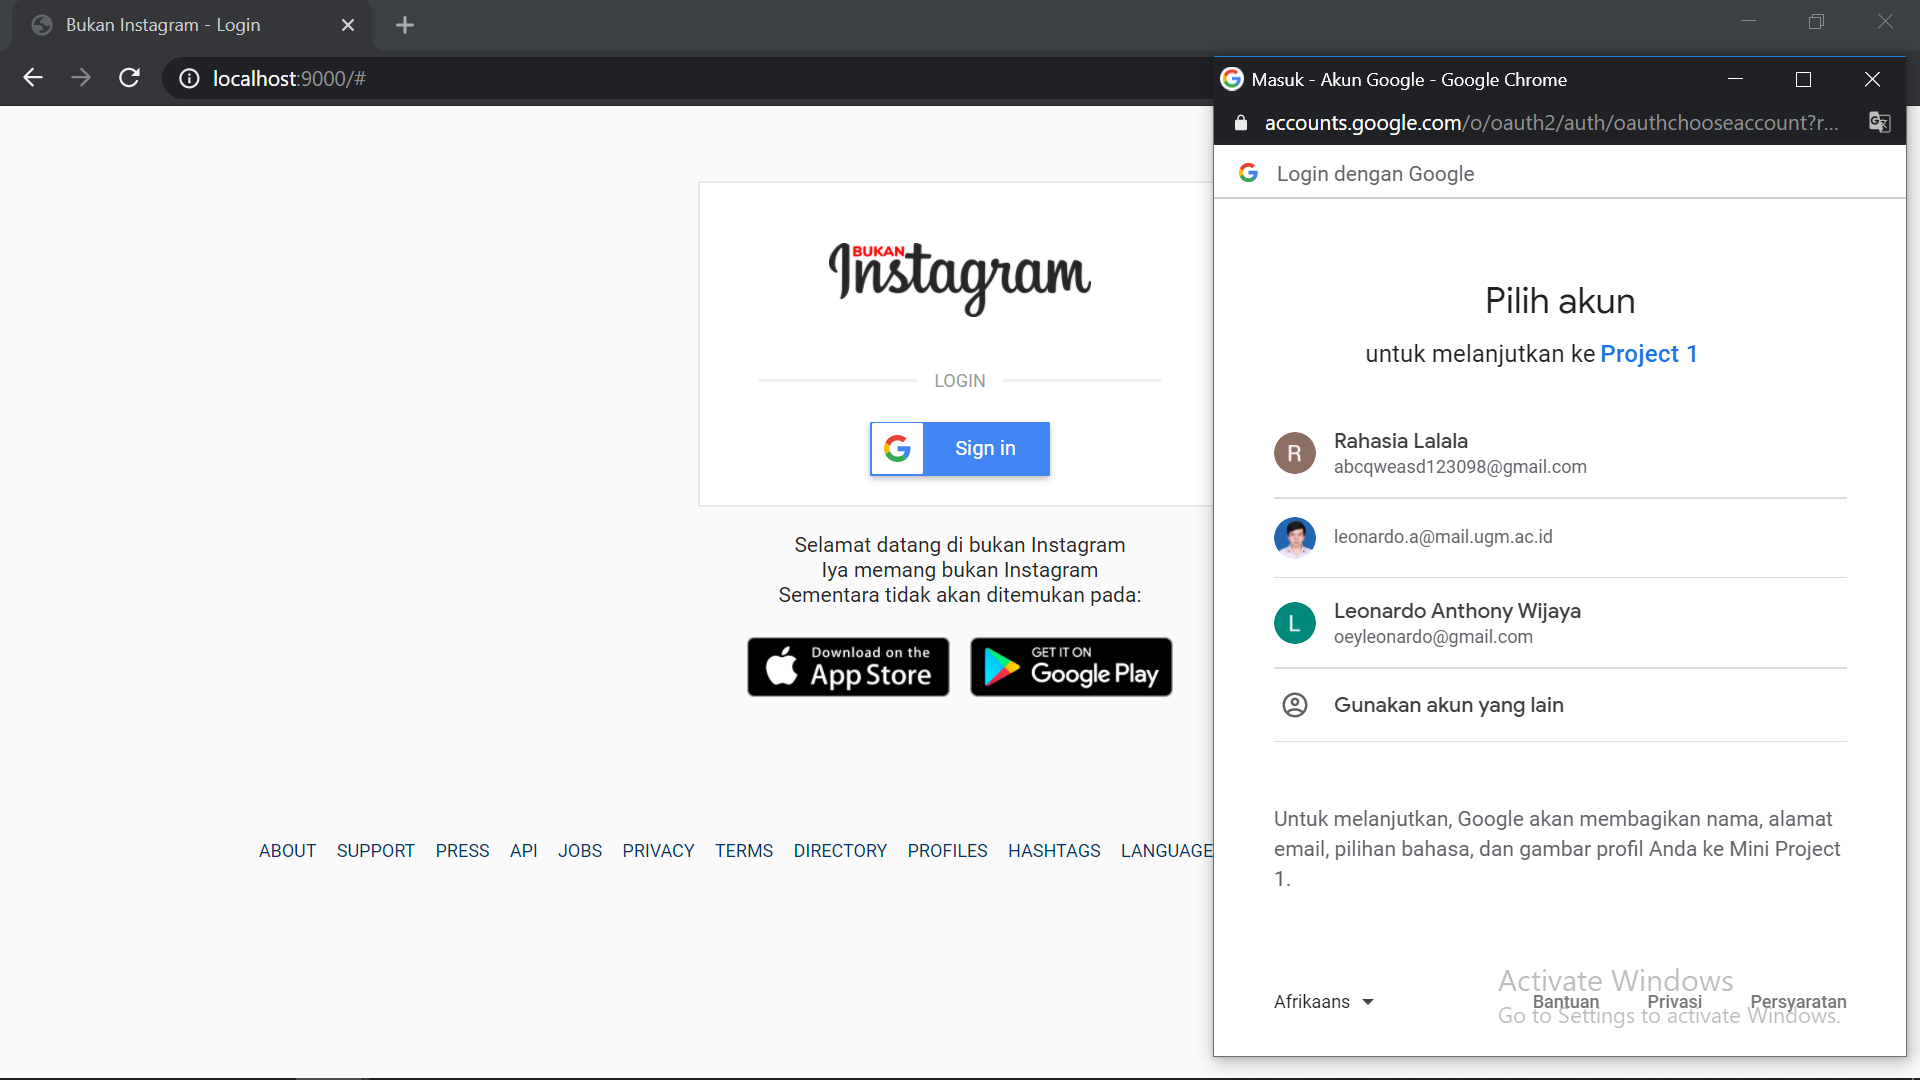 Bukan Instagram - Login
localhost:9000/#
BUKAN
Instagram
LOGIN
Sign in
Selamat datang di bukan Instagram
Iya memang bukan Instagram
Sementara tidak akan ditemukan pada:
Download on the
App Store
GET IT ON
Google Play
ABOUT SUPPORT PRESS API JOBS PRIVACY TERMS DIRECTORY PROFILES HASHTAGS LANGUAGE
Masuk - Akun Google - Google Chrome
accounts.google.com/o/oauth2/auth/oauthchooseaccount?r...
Login dengan Google
Pilih akun
untuk melanjutkan ke Project 1
R
Rahasia Lalala
abcqweasd123098@gmail.com
leonardo.a@mail.ugm.ac.id
L
Leonardo Anthony Wijaya
oeyleonardo@gmail.com
Gunakan akun yang lain
Untuk melanjutkan, Google akan membagikan nama, alamat
email, pilihan bahasa, dan gambar profil Anda ke Mini Project
1.
Activate Windows
Afrikaans Bantuan Privasi Persyaratan
Go to Settings to activate Windows.